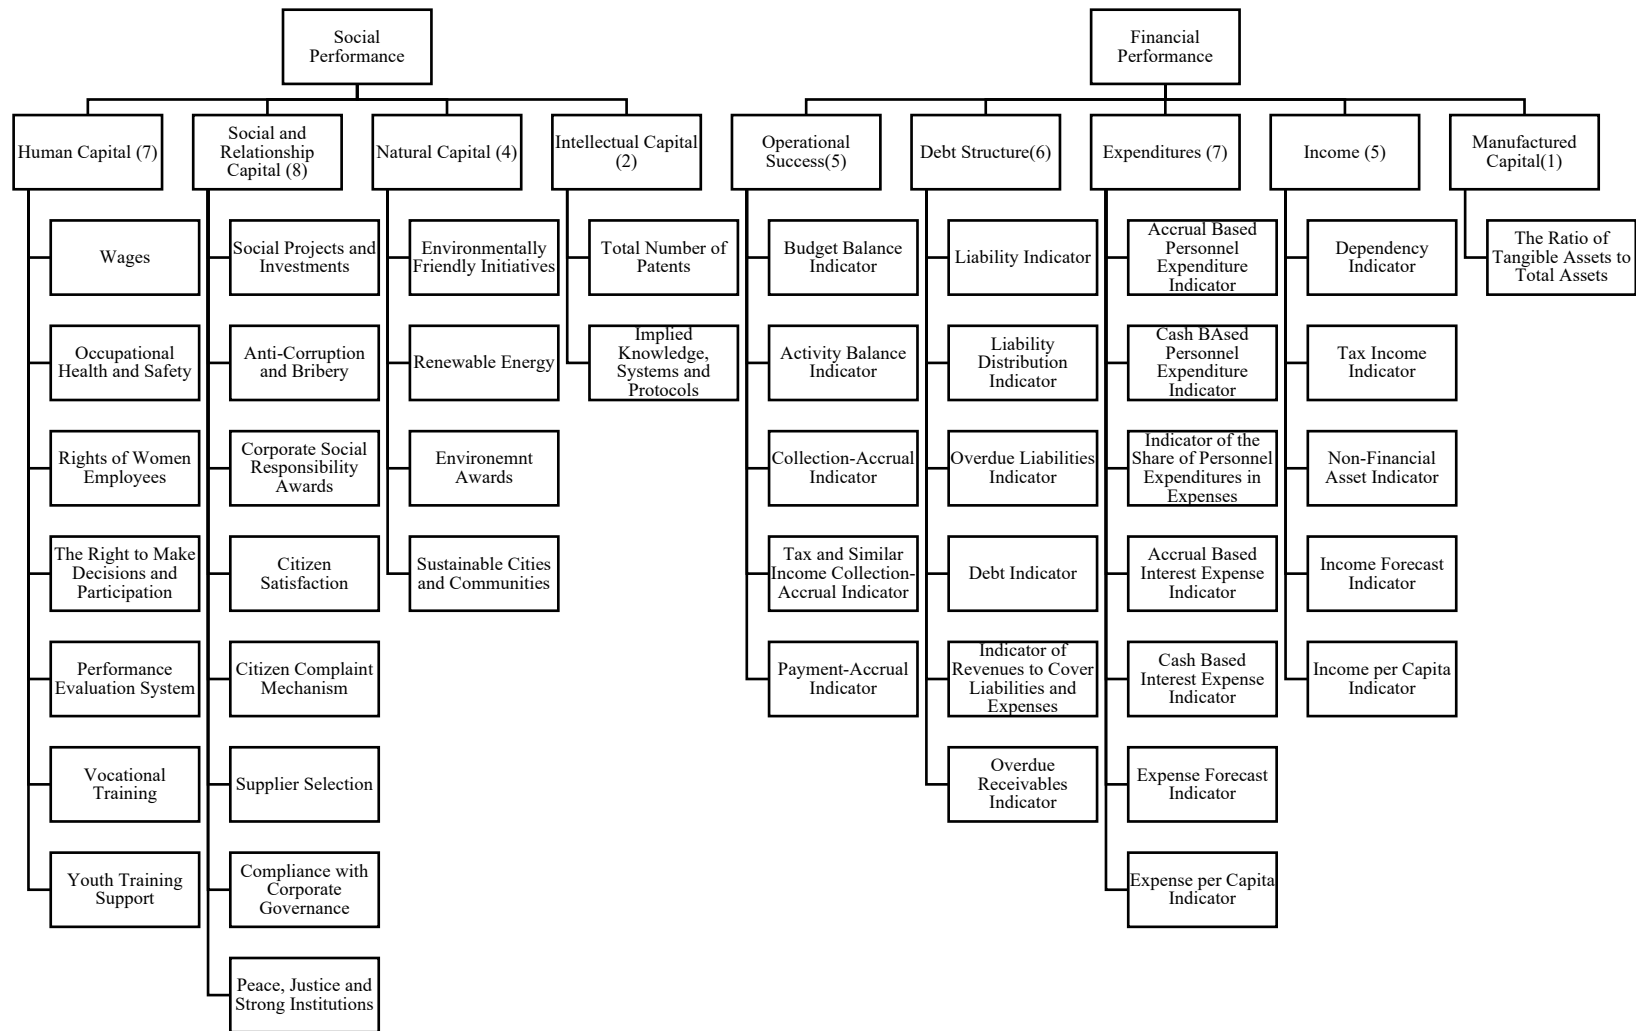 Social
Performance
Human Capital (7)
Wages
Occupational
Health and Safety
Rights of Women
Employees
The Right to Make
Decisions and
Participation
Performance
Evaluation System
Vocational
Training
Youth Training
Support
Social and
Relationship
Capital (8)
Social Projects and
Investments
Anti-Corruption
and Bribery
Corporate Social
Responsibility
Awards
Citizen
Satisfaction
Citizen Complaint
Mechanism
Supplier Selection
Compliance with
Corporate
Governance
Peace, Justice and
Strong Institutions
Natural Capital (4)
Environmentally
Friendly Initiatives
Renewable Energy
Environemnt
Awards
Sustainable Cities
and Communities
Intellectual Capital
(2)
Total Number of
Patents
Implied
Knowledge,
Systems and
Protocols
Financial
Performance
Operational
Success(5)
Budget Balance
Indicator
Activity Balance
Indicator
Collection-Accrual
Indicator
Tax and Similar
Income Collection-
Accrual Indicator
Payment-Accrual
Indicator
Debt Structure(6)
Liability Indicator
Liability
Distribution
Indicator
Overdue Liabilities
Indicator
Debt Indicator
Indicator of
Revenues to Cover
Liabilities and
Expenses
Overdue
Receivables
Indicator
Expenditures (7)
Accrual Based
Personnel
Expenditure
Indicator
Cash BAsed
Personnel
Expenditure
Indicator
Indicator of the
Share of Personnel
Expenditures in
Expenses
Accrual Based
Interest Expense
Indicator
Cash Based
Interest Expense
Indicator
Expense Forecast
Indicator
Expense per Capita
Indicator
Income (5)
Dependency
Indicator
Tax Income
Indicator
Non-Financial
Asset Indicator
Income Forecast
Indicator
Income per Capita
Indicator
Manufactured
Capital(1)
The Ratio of
Tangible Assets to
Total Assets